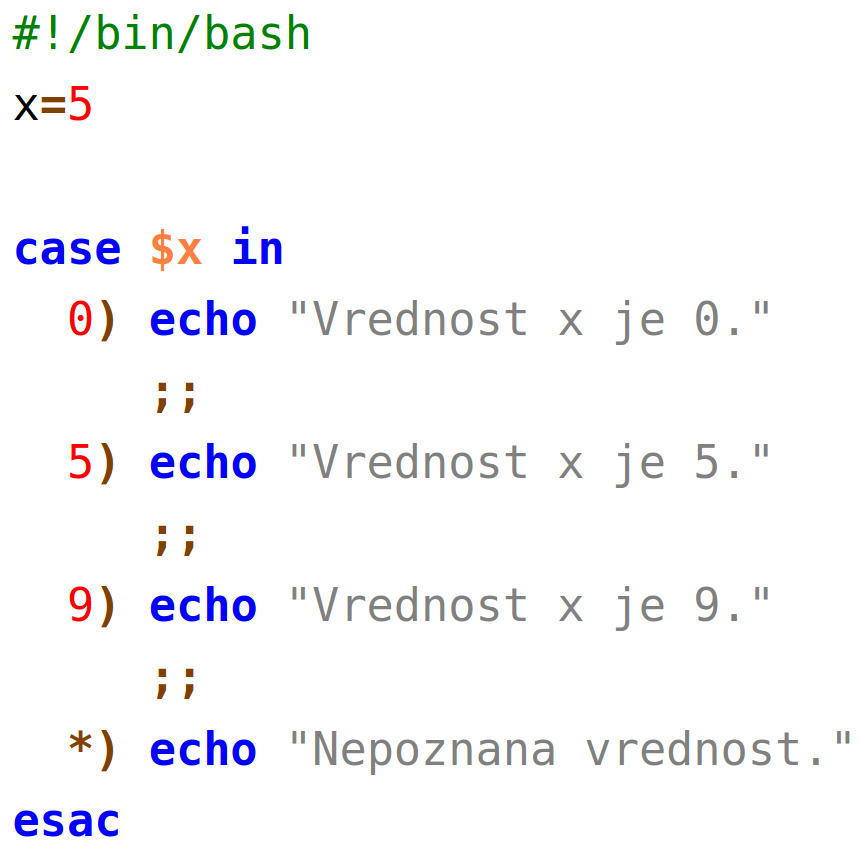 #!/bin/bash
x=5

case $x in
  0) echo "Vrednost x je 0."
     ;;
  5) echo "Vrednost x je 5."
     ;;
  9) echo "Vrednost x je 9."
     ;;
  *) echo "Nepoznana vrednost."
esac